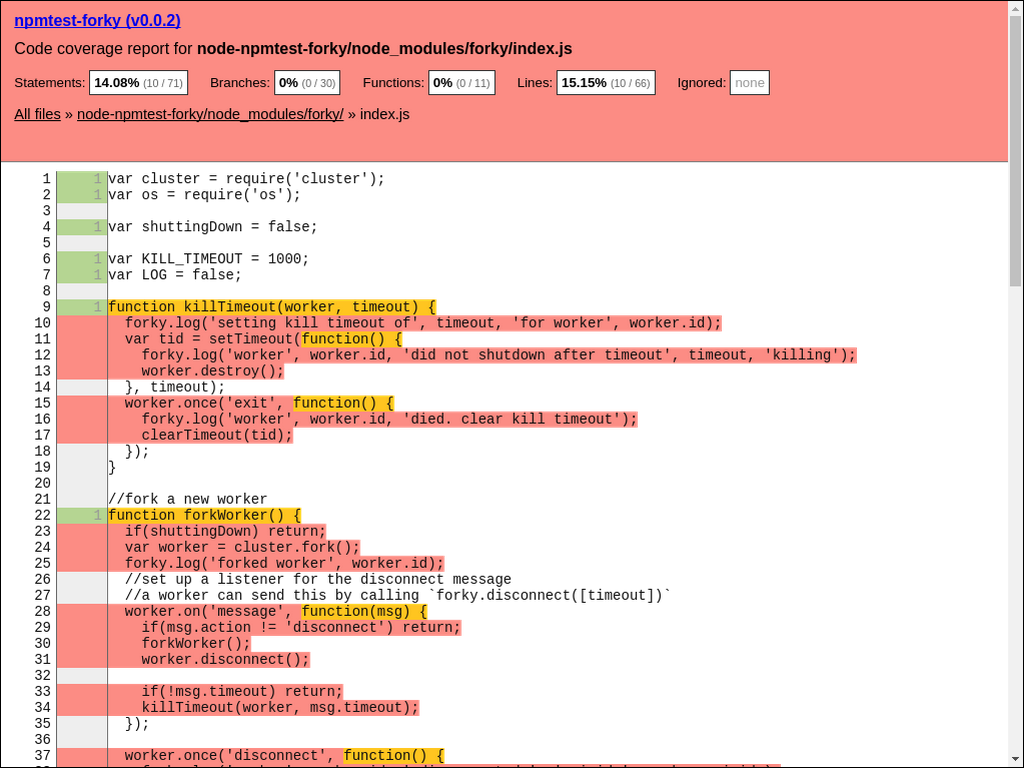 npmtest-forky (v0.0.2)
Code coverage report for node-npmtest-forky/node_modules/forky/index.js
Statements: 14.08% (10 / 71) Branches: 0% (0 / 30) Functions: 0% (0 / 11) Lines: 15.15% (10 / 66) Ignored: none
All files » node-npmtest-forky/node_modules/forky/ » index.js
1 1 var cluster = require('cluster');
2 1 var os = require('os');
3
4 1 var shuttingDown = false;
5
6 1 var KILL_TIMEOUT = 1000;
7 1 var LOG = false;
8
9 1 function killTimeout(worker, timeout) {
10 forky.log('setting kill timeout of', timeout, 'for worker', worker.id);
11 var tid = setTimeout(function() {
12 forky.log('worker', worker.id, 'did not shutdown after timeout', timeout, 'killing');
13 worker.destroy();
14 }, timeout);
15 worker.once('exit', function() {
16 forky.log('worker', worker.id, 'died. clear kill timeout');
17 clearTimeout(tid);
18 });
19 }
20
21 //fork a new worker
22 1 function forkWorker() {
23 if(shuttingDown) return;
24 var worker = cluster.fork();
25 forky.log('forked worker', worker.id);
26 //set up a listener for the disconnect message
27 //a worker can send this by calling `forky.disconnect([timeout])`
28 worker.on('message', function(msg) {
29 if(msg.action != 'disconnect') return;
30 forkWorker();
31 worker.disconnect();
32
33 if(!msg.timeout) return;
34 killTimeout(worker, msg.timeout);
35 });
36
37 worker.once('disconnect', function() {